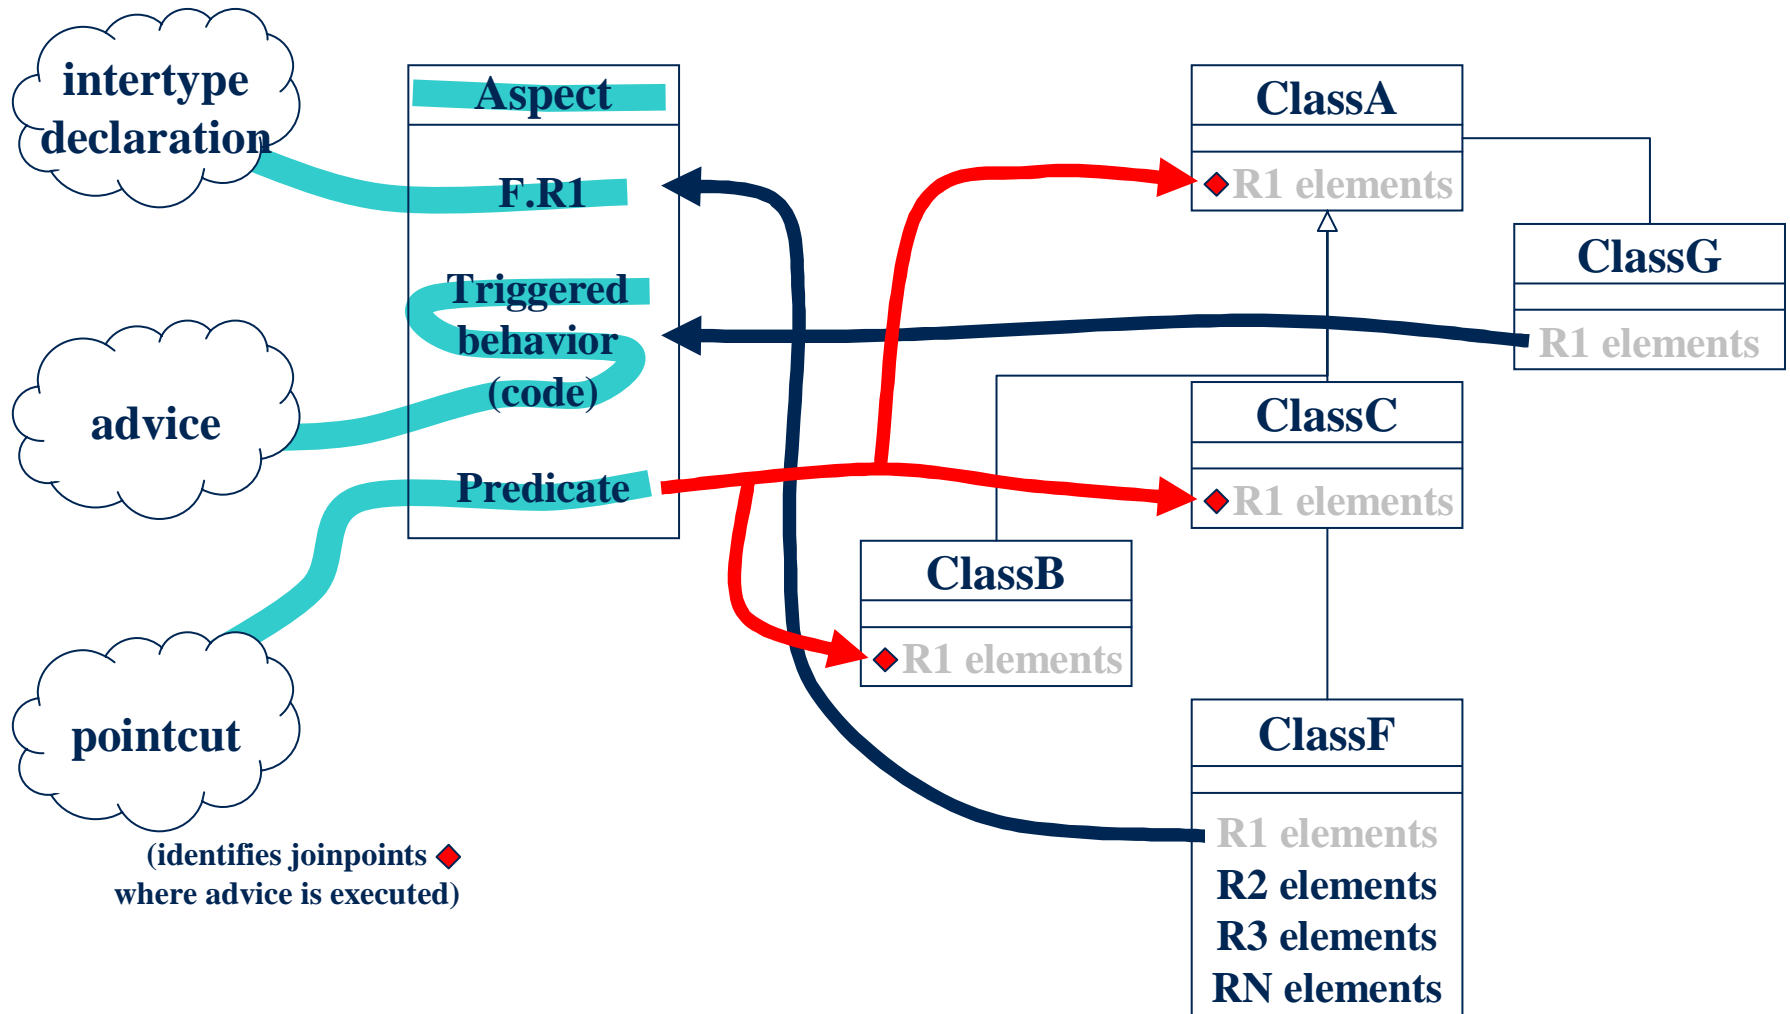 intertype
declaration
advice
pointcut
(identifies joinpoints
where advice is executed)
Aspect
F.R1
Triggered
behavior
(code)
Predicate
ClassA
R1 elements
ClassG
R1 elements
ClassC
R1 elements
ClassB
R1 elements
ClassF
R1 elements
R2 elements
R3 elements
RN elements